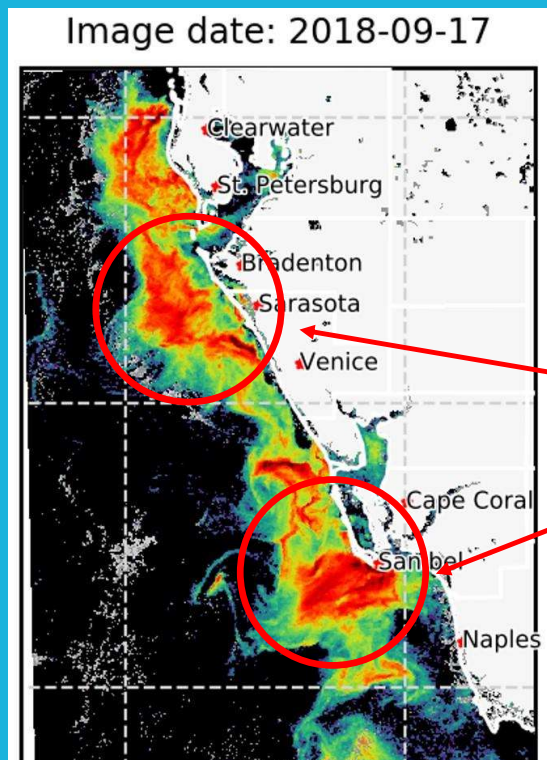 Image date: 2018-09-17
Clearwater
St. Petersburg
Bradenton
Sarasota
Venice
Cape Coral
Sanibel
Naples